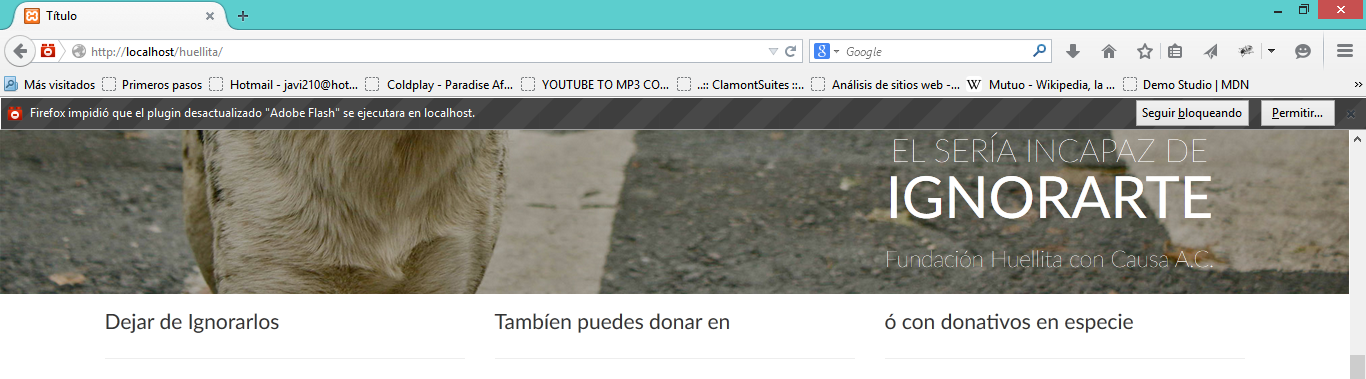 Título
http://localhost/huellita/
Google
Más visitados Primeros pasos Hotmail - javi210@hot... Coldplay - Paradise Af... YOUTUBE TO MP3 CO... ..:: ClamontSuites ::.. Análisis de sitios web -... W Mutuo - Wikipedia, la ... Demo Studio | MDN
Firefox impidió que el plugin desactualizado "Adobe Flash" se ejecutara en localhost. Seguir bloqueando Permitir...
EL SERÍA INCAPAZ DE
IGNORARTE
Fundación Huellita con Causa A.C.
Dejar de Ignorarlos
Tambíen puedes donar en
ó con donativos en especie